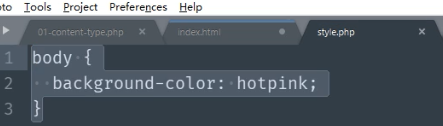 oto Tools Project Preferences Help
01-content-type.php × index.html style.php ×
1 body {
2 background-color: hotpink;
3 }